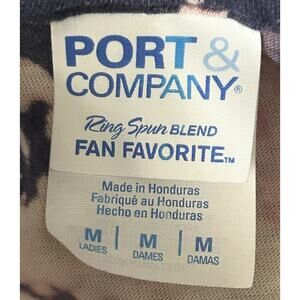 PORT &
COMPANY®
Ring Spun BLEND
FAN FAVORITE™
Made in Honduras
Fabriqué au Honduras
Hecho en Honduras
M | M | M
LADIES DAMES DAMAS